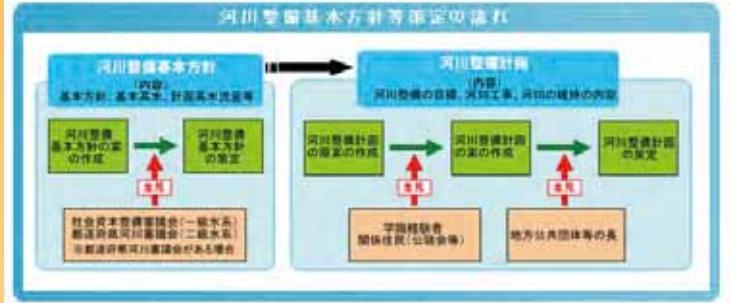 河川整備基本方針等策定の流れ
河川整備基本方針
(内容)
基本方針、基本高水、計画高水流量等
河川整備
基本方針の案
の作成
河川整備
基本方針
の策定
意見
社会資本整備審議会(一級水系)
都道府県河川審議会(二級水系)
※都道府県河川審議会がある場合
河川整備計画
(内容)
河川整備の目標、河川工事、河川の維持の内容
河川整備計画
の原案の作成
河川整備計画
の案の作成
河川整備計画
の策定
意見
意見
学識経験者
関係住民(公聴会等)
地方公共団体等の長